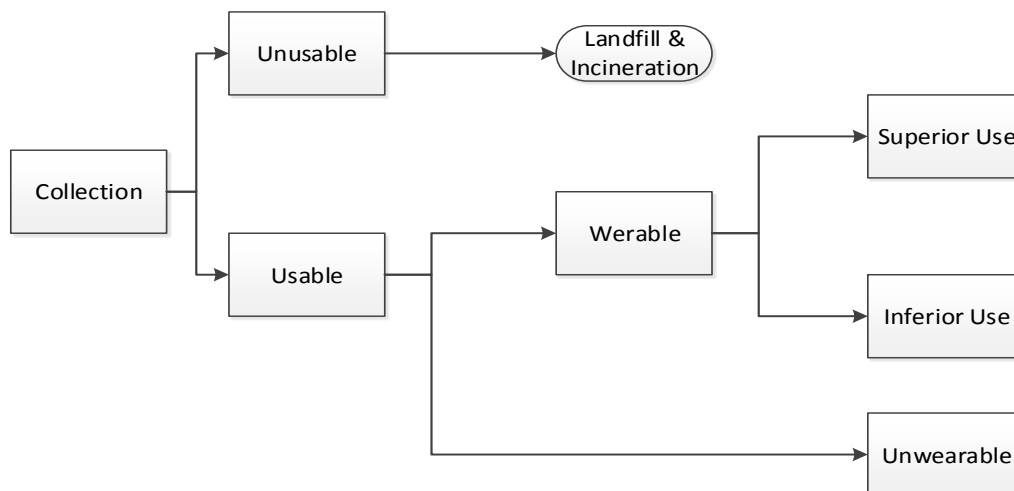 Unusable
Landfill &
Incineration
Superior Use
Collection
Werable
Usable
Inferior Use
Unwearable